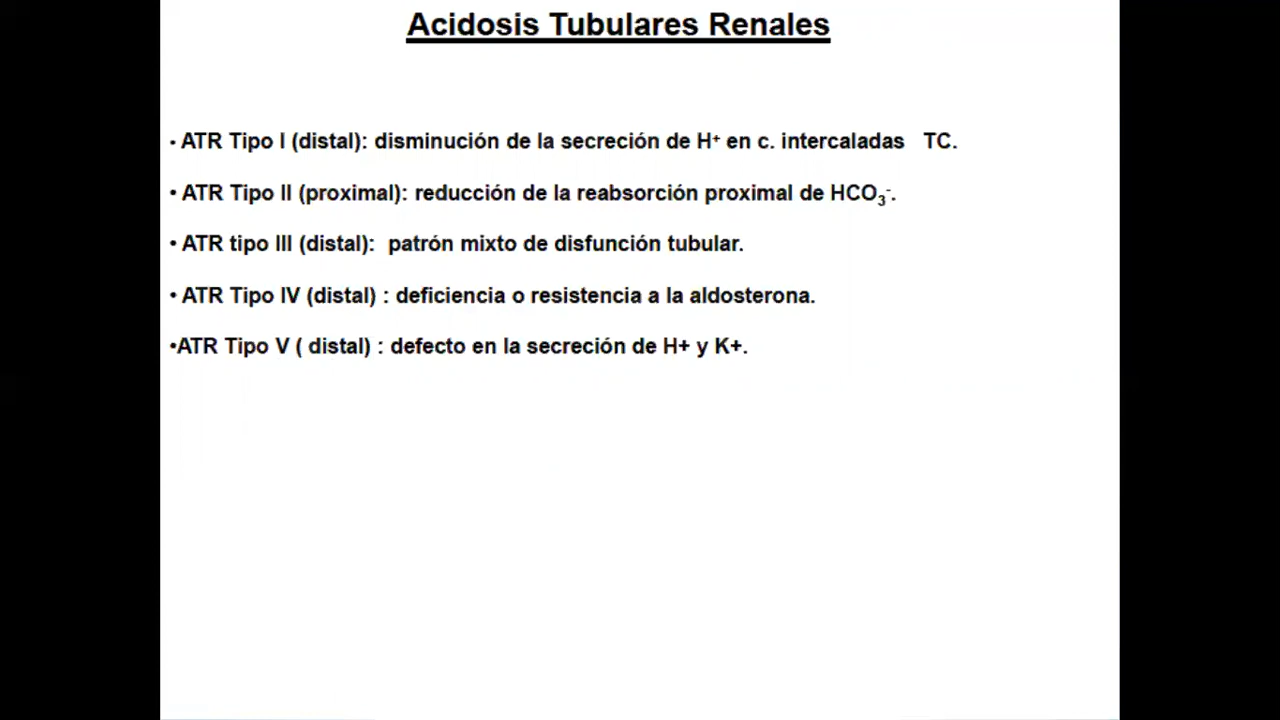 Acidosis Tubulares Renales
• ATR Tipo I (distal): disminución de la secreción de H⁺ en c. intercaladas TC.
• ATR Tipo II (proximal): reducción de la reabsorción proximal de HCO₃⁻.
• ATR tipo III (distal): patrón mixto de disfunción tubular.
• ATR Tipo IV (distal) : deficiencia o resistencia a la aldosterona.
•ATR Tipo V ( distal) : defecto en la secreción de H+ y K+.